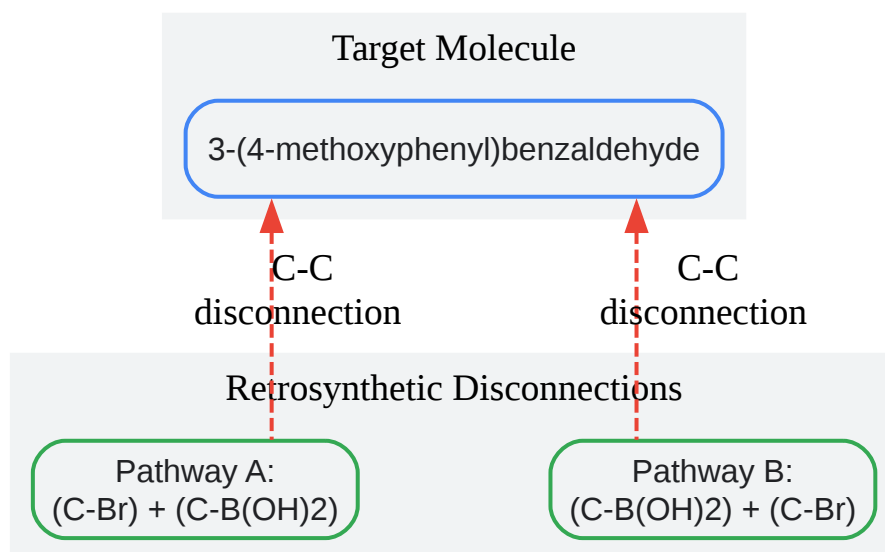 Target Molecule
3-(4-methoxyphenyl)benzaldehyde
C-C
disconnection
C-C
disconnection
Retrosynthetic Disconnections
Pathway A:
(C-Br) + (C-B(OH)2)
Pathway B:
(C-B(OH)2) + (C-Br)